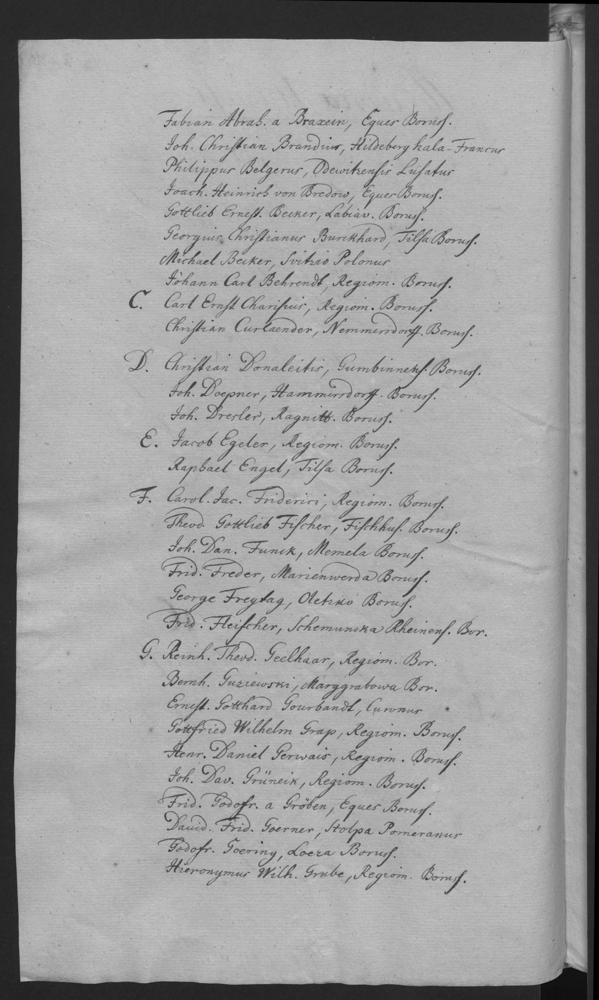 Fabian Abrah. a Braxein, Eques Boruss.
Joh. Christian Brandius, Hildeberg hala-Francus
Philippus Belgerus, Odewitzensis Lusatus
Joach. Heinrich von Bredow, Eques Boruss.
Gottlieb Ernest. Becker, Labiav. Boruss.
Georgius Christianus Burckhard, Tilsa Boruss.
Michael Becker, Svitzio Polonus
Johann Carl Behrendt, Regiom. Boruss.
C. Carl Ernst Charisius, Regiom. Boruss.
Christian Curlaender, Nemmersdorff. Boruss.
D. Christian Donaleitis, Gumbinnens. Boruss.
Joh. Doepner, Hammersdorff. Boruss.
Joh. Dresler, Ragnitt. Boruss.
E. Jacob Egeler, Regiom. Boruss.
Raphael Engel, Tilsa Boruss.
F. Carol. Jac. Friderici, Regiom. Boruss.
Theod. Gottlieb Fischer, Fischhus. Boruss.
Joh. Dan. Funck, Memela Boruss.
Frid. Freder, Marienwerda Boruss.
George Freytag, Oletzko Boruss.
Frid. Fleischer, Schemuncka Rheinens. Bor.
G. Reinh. Theod. Geelhaar, Regiom. Bor.
Bernh. Guziewski, Marggrabowa Bor.
Ernest. Gotthard Gourbandt, Curonus
Gottfried Wilhelm Grap, Regiom. Boruss.
Henr. Daniel Gervais, Regiom. Boruss.
Joh. Dav. Grüneik, Regiom. Boruss.
Frid. Godofr. a Gröben, Eques Boruss.
David. Frid. Goerner, Stolpa Pomeranus
Godofr. Goering, Loeza Boruss.
Hieronymus Wilh. Grube, Regiom. Boruss.